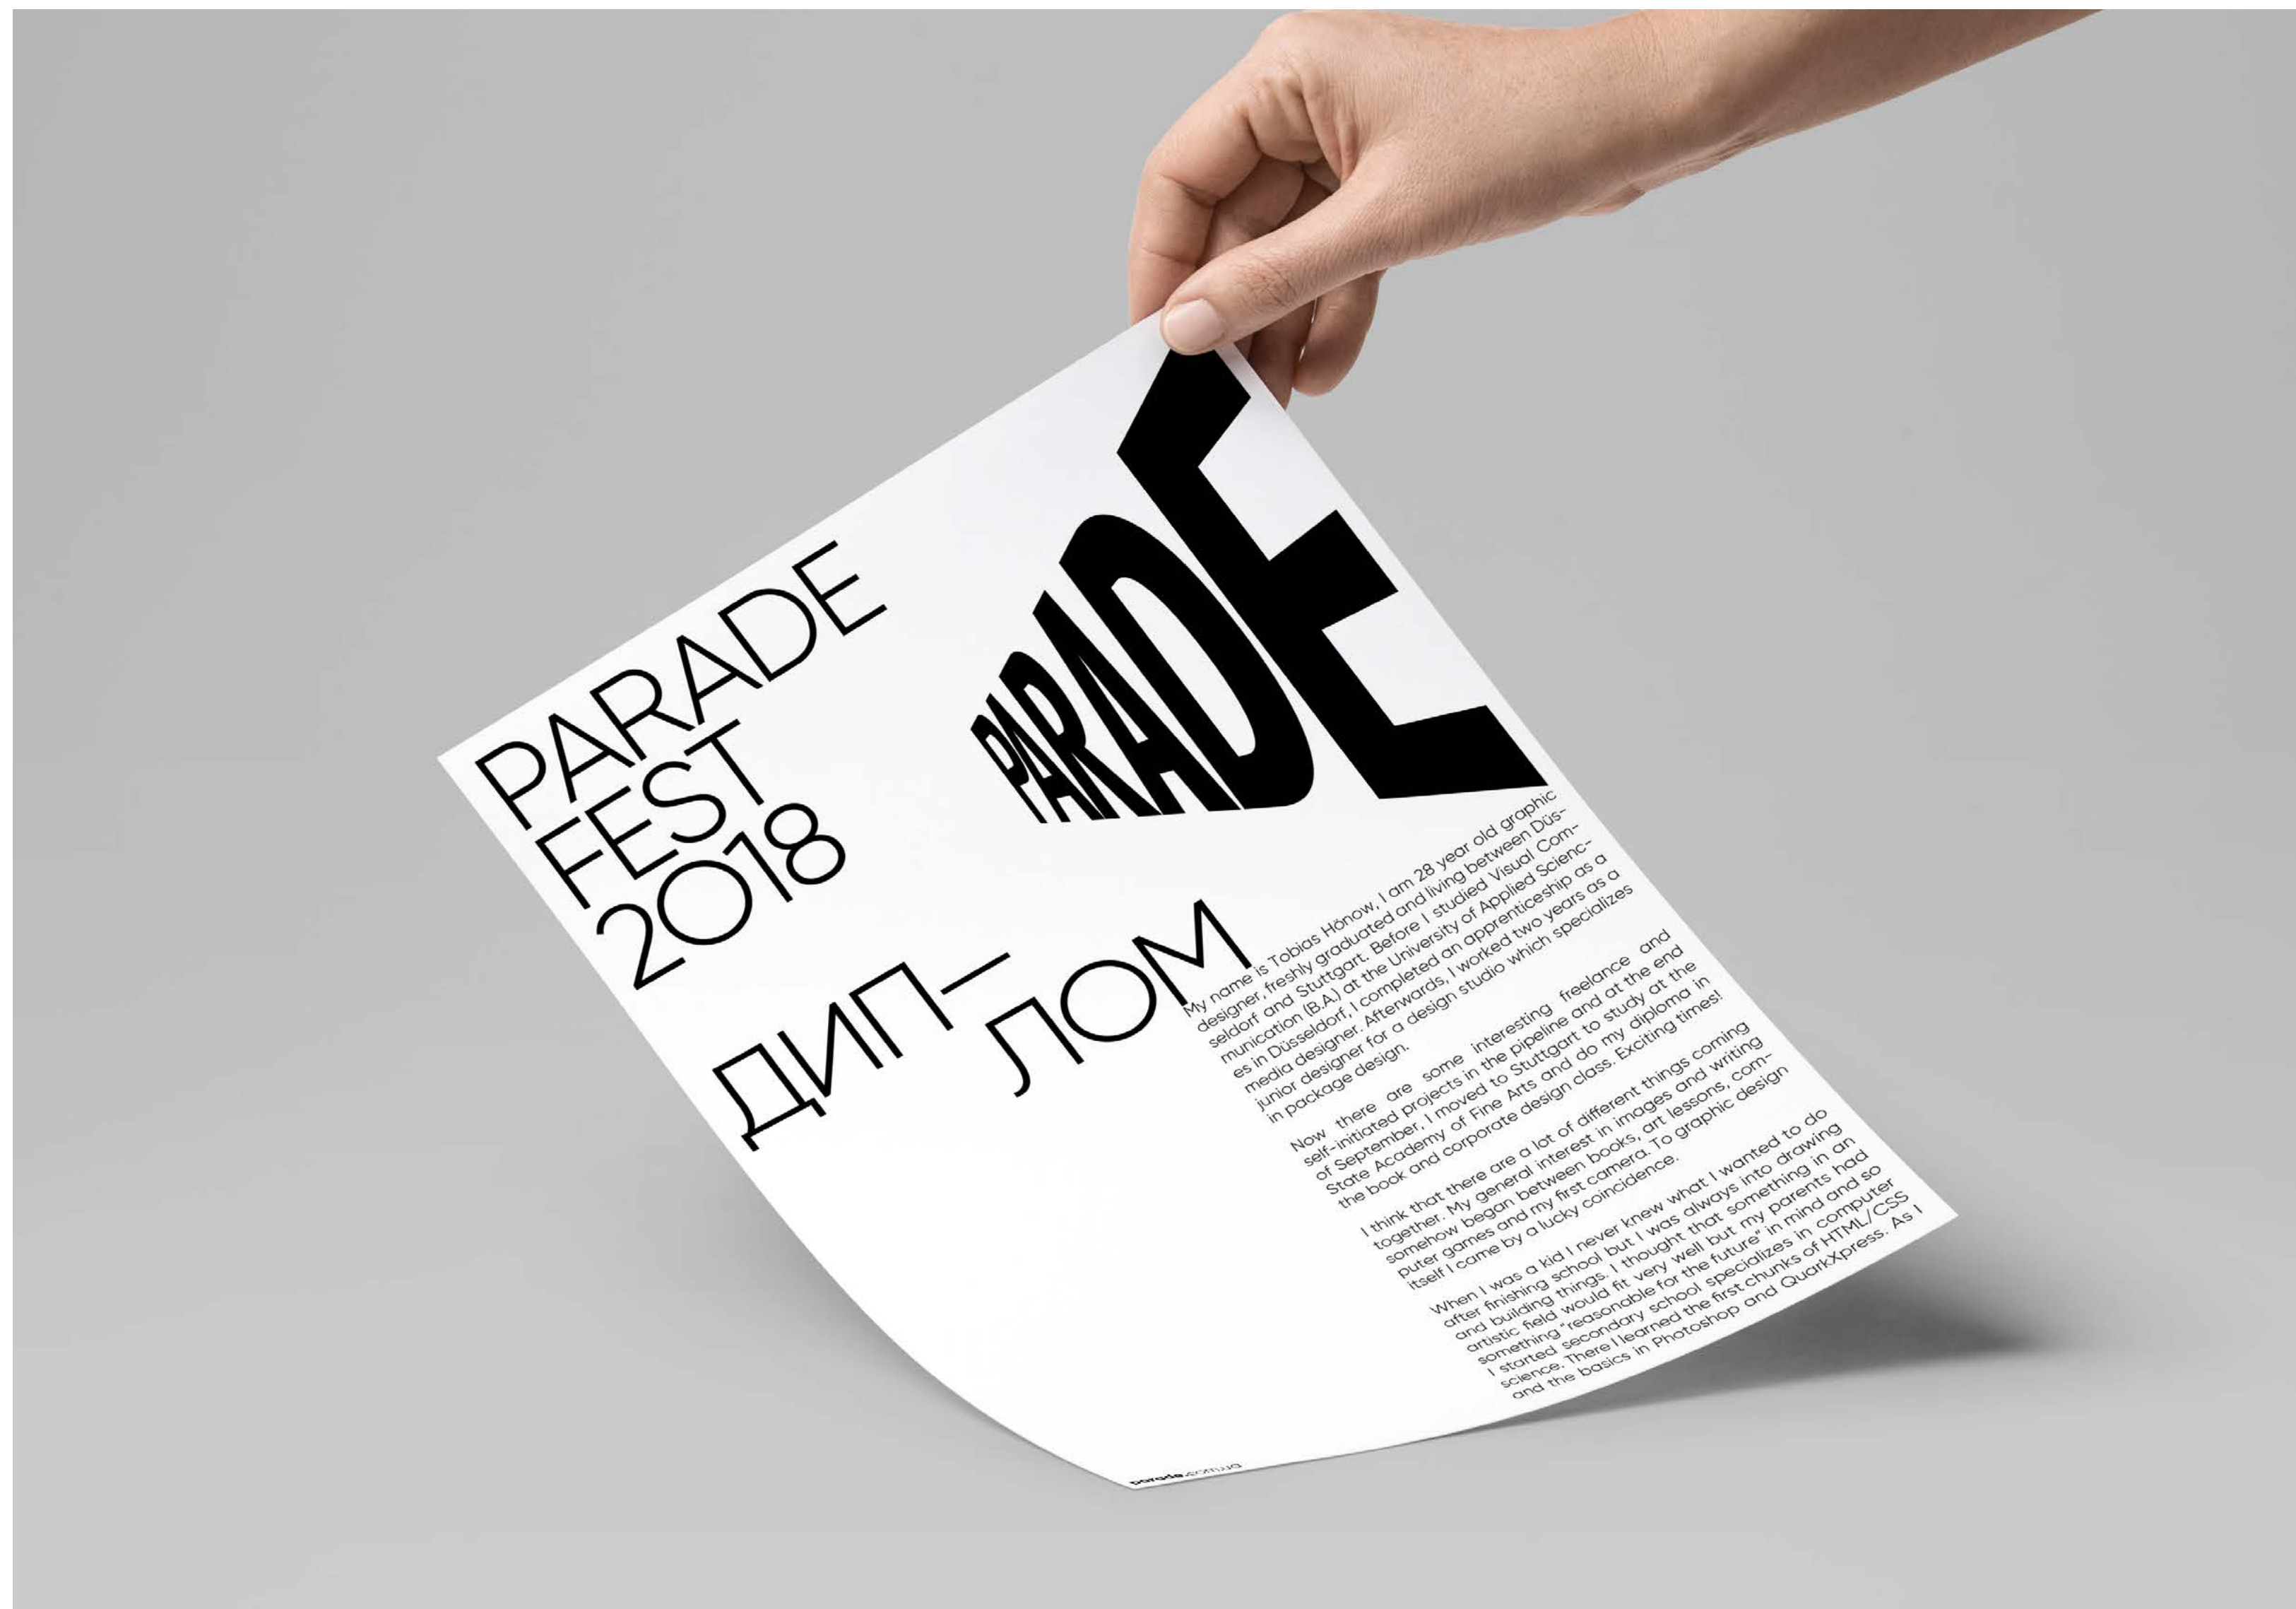 PARADE
FEST
2018
PARADE
ДИП–
ЛОМ
My name is Tobias Hönow, I am 28 year old graphic
designer, freshly graduated and living between Düs-
seldorf and Stuttgart. Before I studied Visual Com-
munication (B.A.) at the University of Applied Scienc-
es in Düsseldorf, I completed an apprenticeship as a
media designer. Afterwards, I worked two years as a
junior designer for a design studio which specializes
in package design.
Now there are some interesting freelance and
self-initiated projects in the pipeline and at the end
of September, I moved to Stuttgart to study at the
State Academy of Fine Arts and do my diploma in
the book and corporate design class. Exciting times!
I think that there are a lot of different things coming
together. My general interest in images and writing
somehow began between books, art lessons, com-
puter games and my first camera. To graphic design
itself I came by a lucky coincidence.
When I was a kid I never knew what I wanted to do
after finishing school but I was always into drawing
and building things. I thought that something in an
artistic field would fit very well but my parents had
something "reasonable for the future" in mind and so
I started secondary school specializes in computer
science. There I learned the first chunks of HTML/CSS
and the basics in Photoshop and QuarkXpress. As I
parade.com.ua